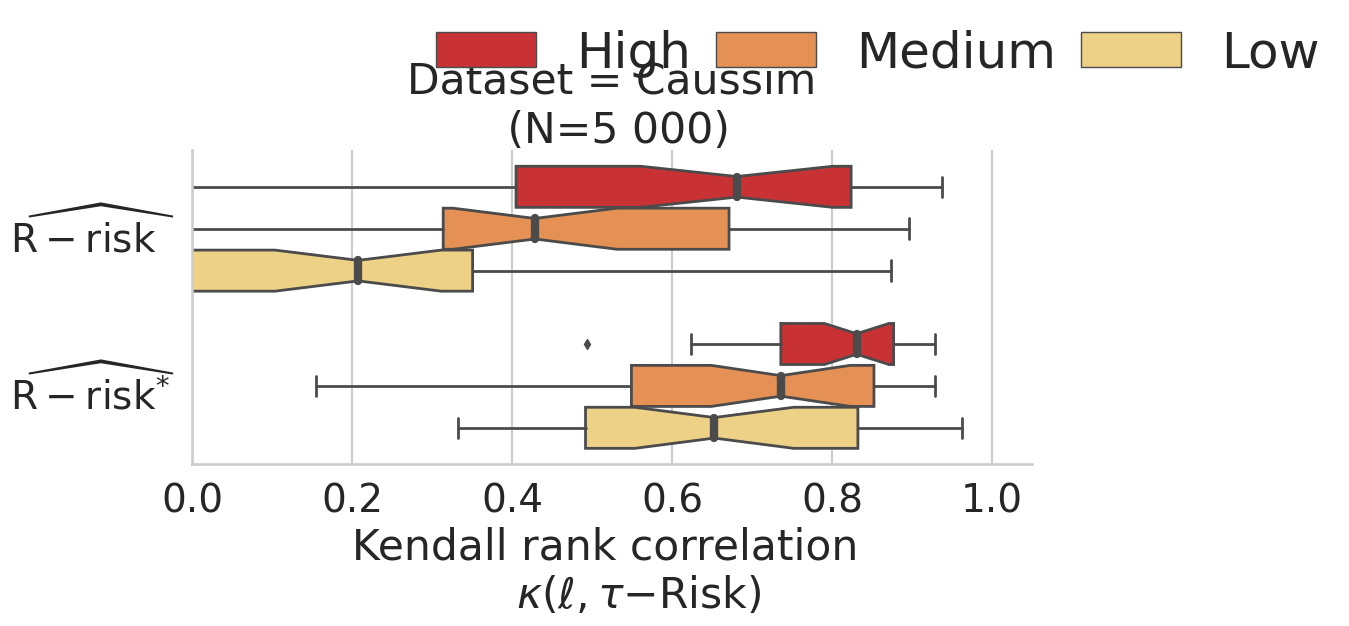 High Medium Low
Dataset = Caussim
(N=5 000)
R − risk
R − risk*
0.0 0.2 0.4 0.6 0.8 1.0
Kendall rank correlation
κ(ℓ, τ−Risk)